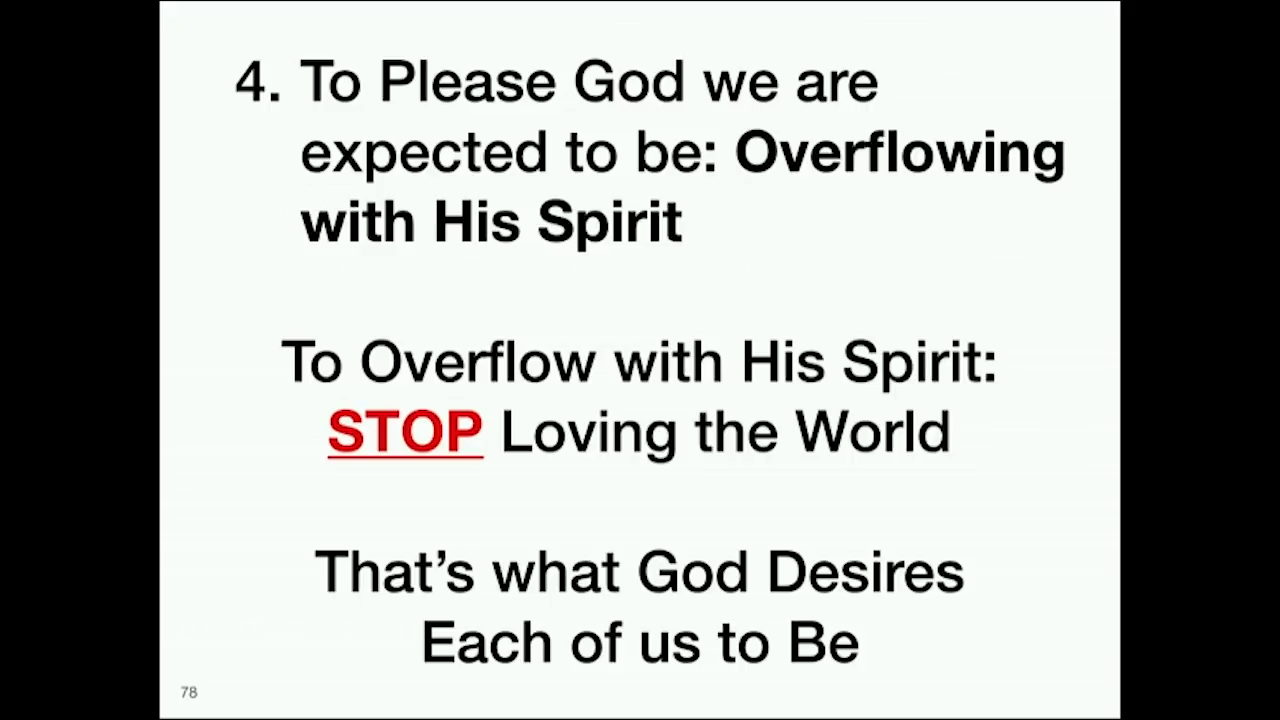 4. To Please God we are
expected to be: Overflowing
with His Spirit
To Overflow with His Spirit:
STOP Loving the World
That's what God Desires
Each of us to Be
78